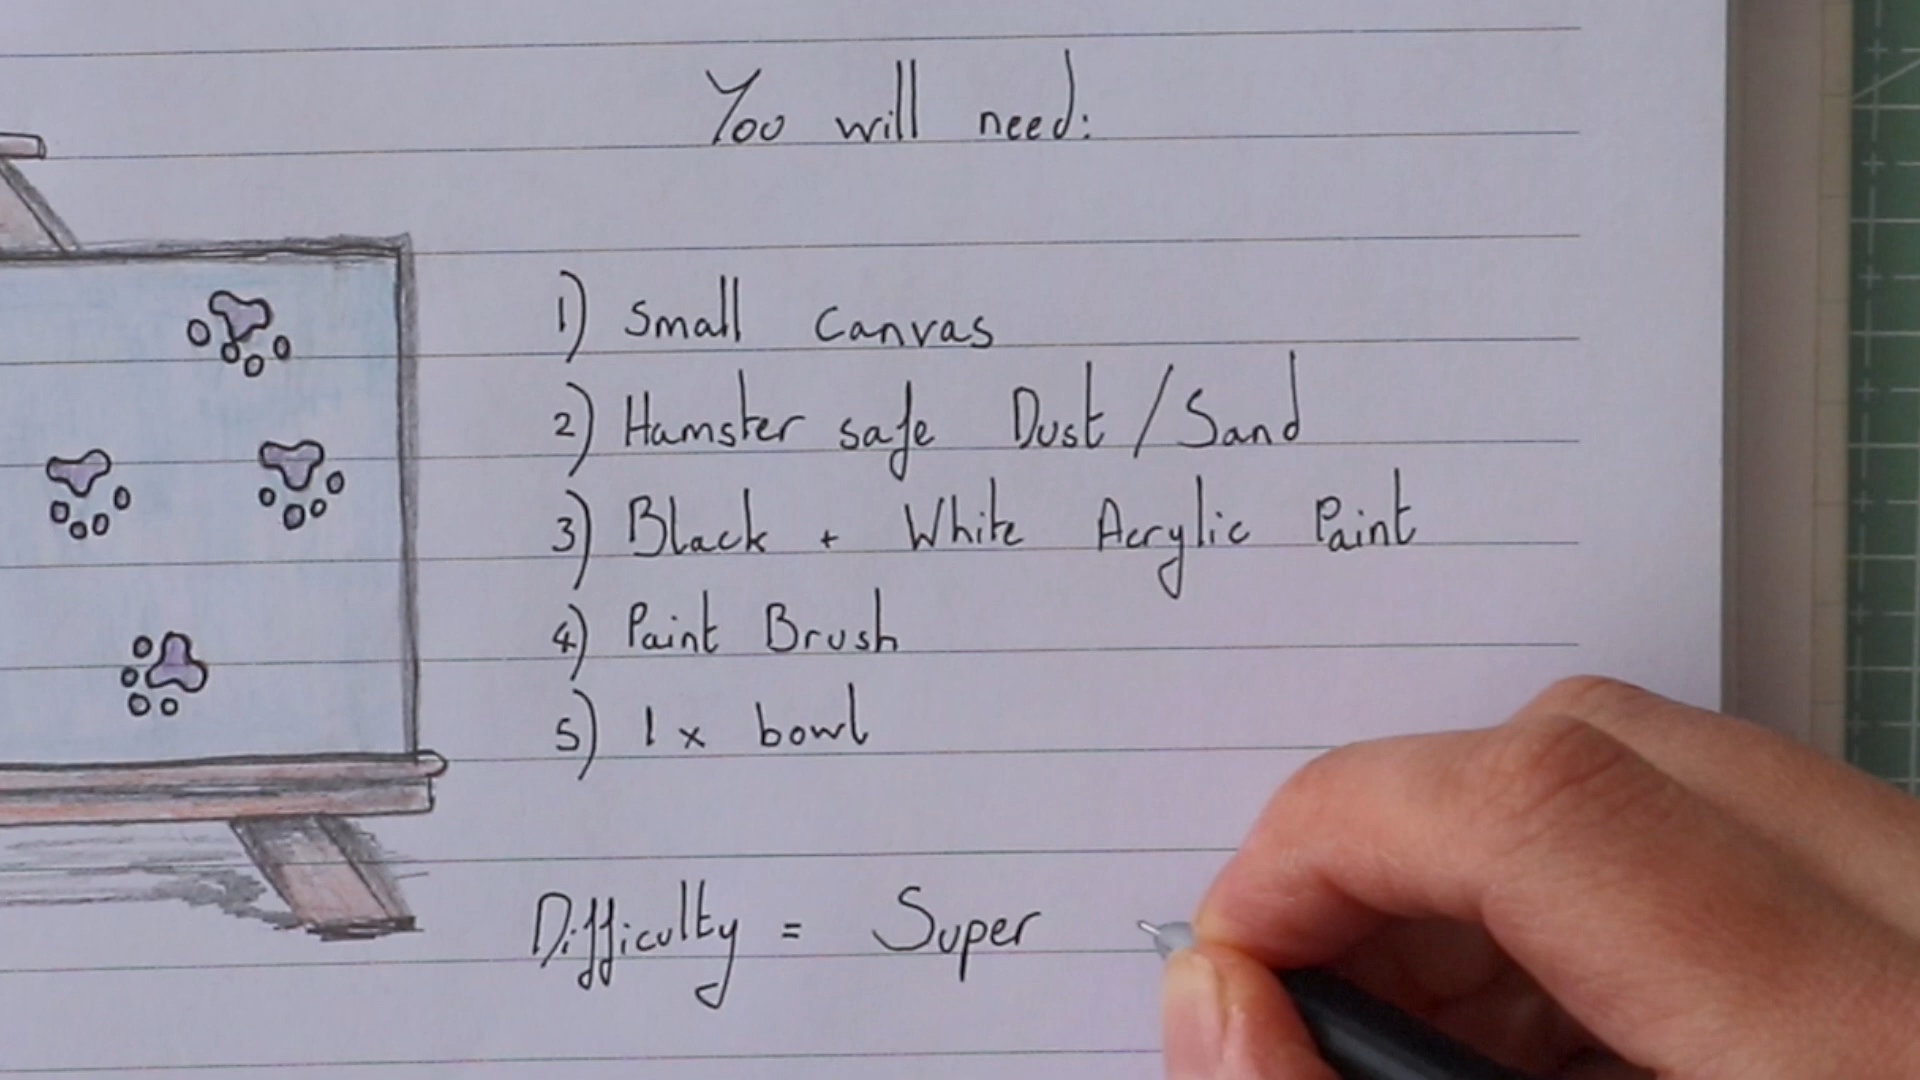 You will need:
1) Small Canvas
2) Hamster safe Dust / Sand
3) Black + White Acrylic Paint
4) Paint Brush
5) 1 x bowl
Difficulty = Super